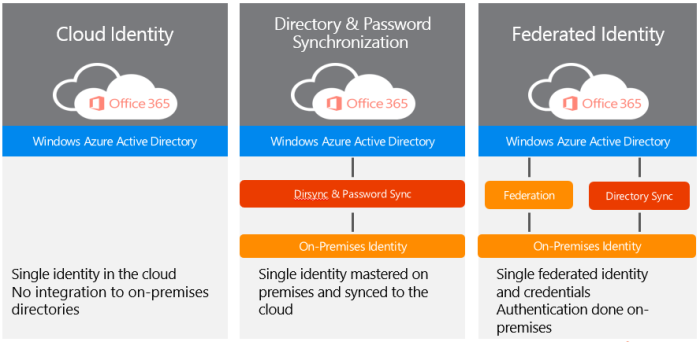 Cloud Identity
Office 365
Windows Azure Active Directory
Single identity in the cloud
No integration to on-premises
directories
Directory & Password
Synchronization
Office 365
Windows Azure Active Directory
Dirsync & Password Sync
On-Premises Identity
Single identity mastered on
premises and synced to the
cloud
Federated Identity
Office 365
Windows Azure Active Directory
Federation
Directory Sync
On-Premises Identity
Single federated identity
and credentials
Authentication done on-
premises